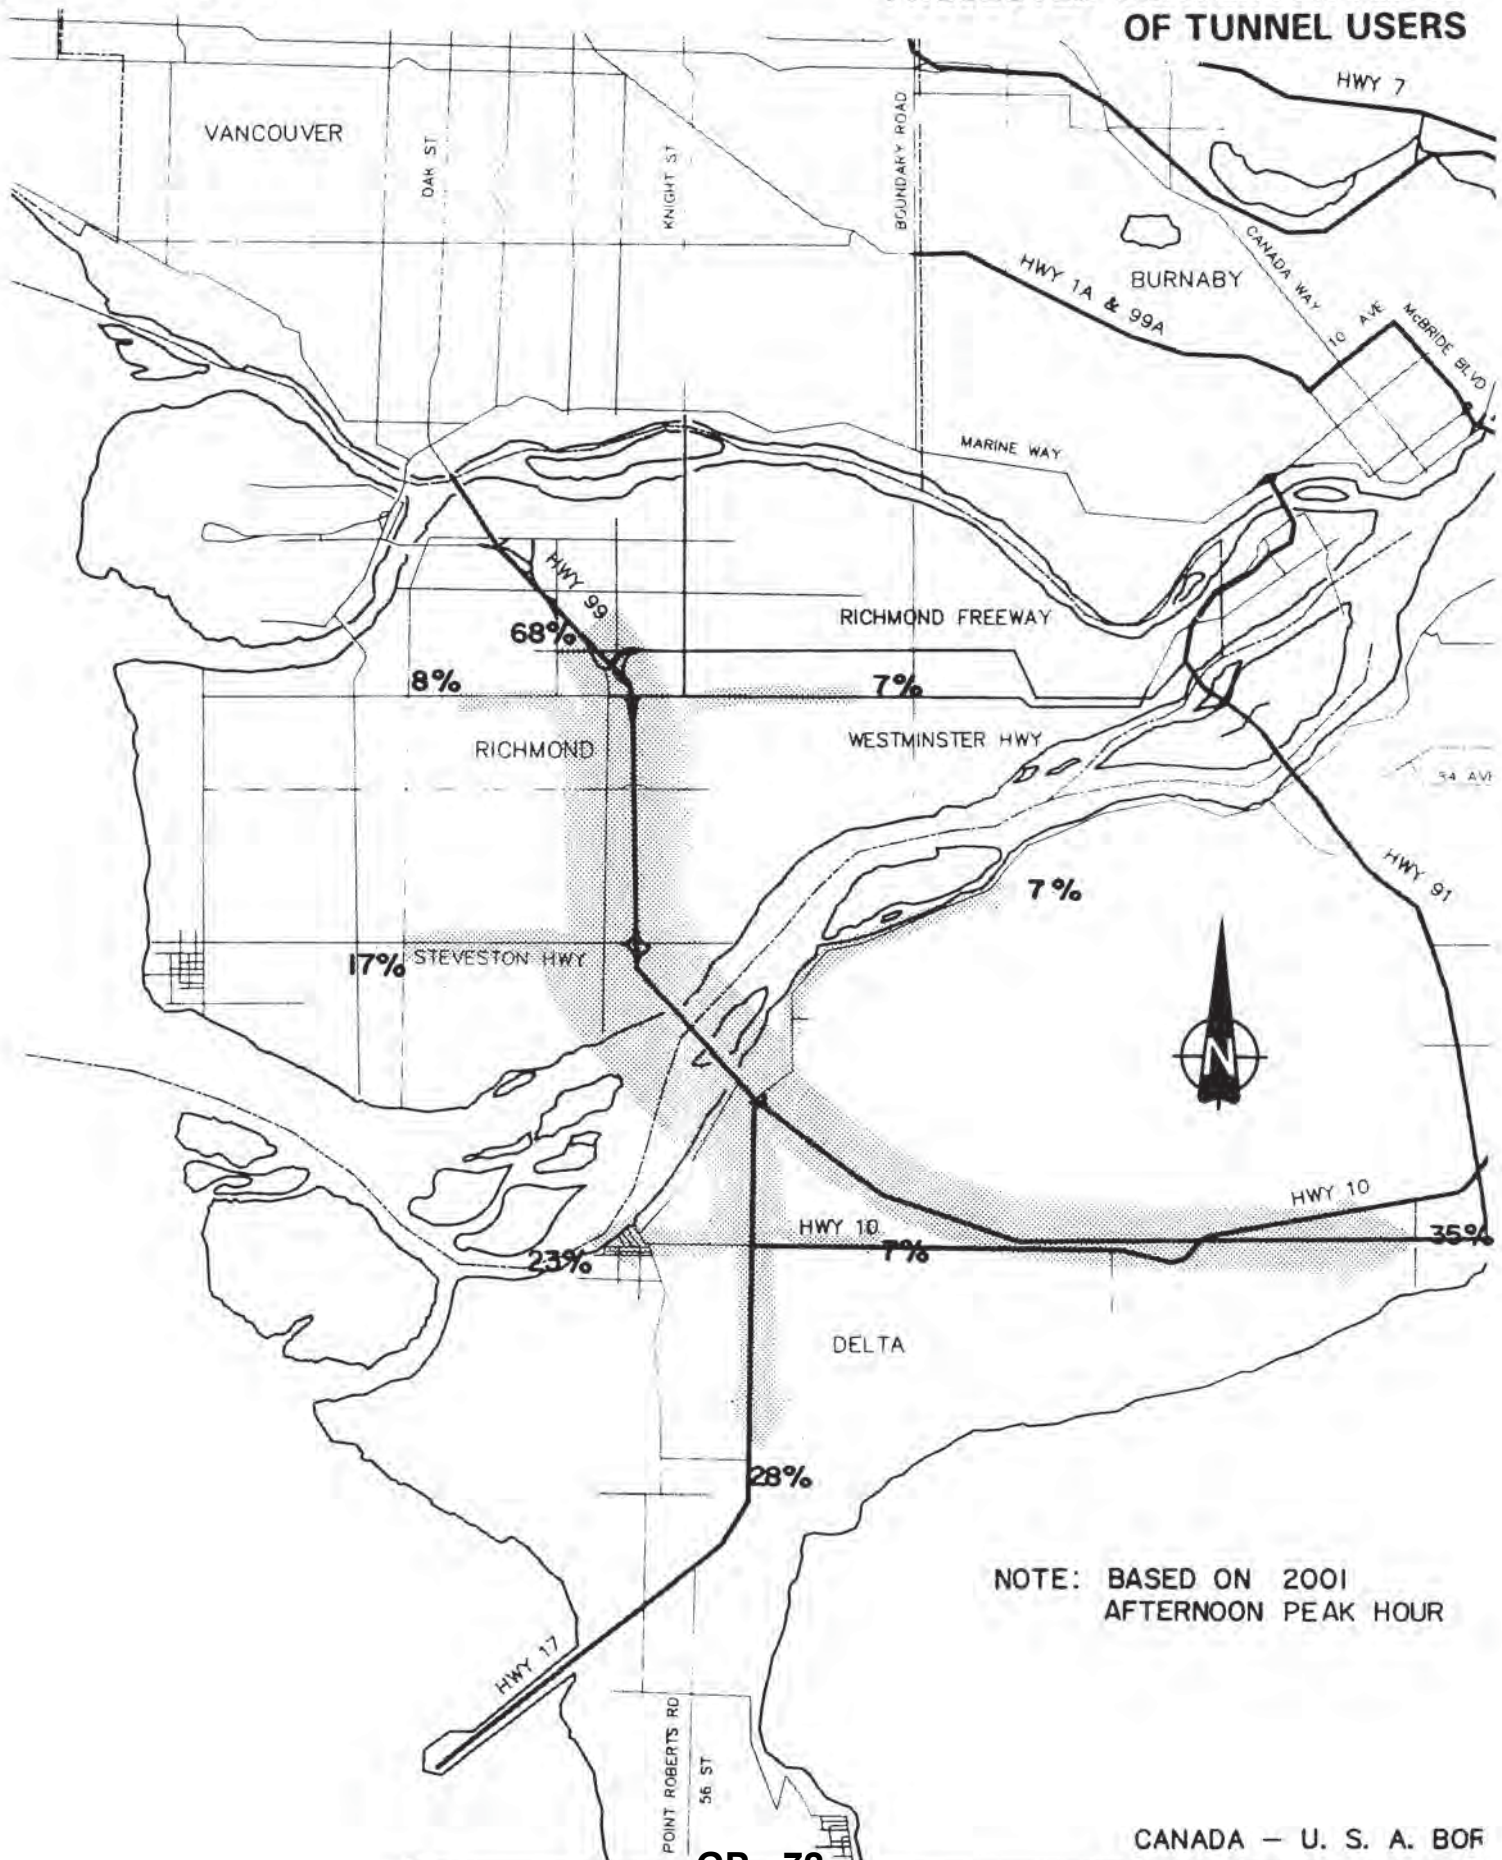 OF TUNNEL USERS
HWY 7
VANCOUVER
OAK ST
KNIGHT ST
BOUNDARY ROAD
CANADA WAY
BURNABY
HWY 1A & 99A
10 AVE
McBRIDE BLVD
MARINE WAY
HWY 99
RICHMOND FREEWAY
68%
8%
7%
RICHMOND
WESTMINSTER HWY
HWY 91
7%
17%
STEVESTON HWY
N
HWY 10
HWY 10
7%
35%
23%
DELTA
28%
NOTE: BASED ON 2001
AFTERNOON PEAK HOUR
HWY 17
POINT ROBERTS RD
56 ST
CANADA - U. S. A.